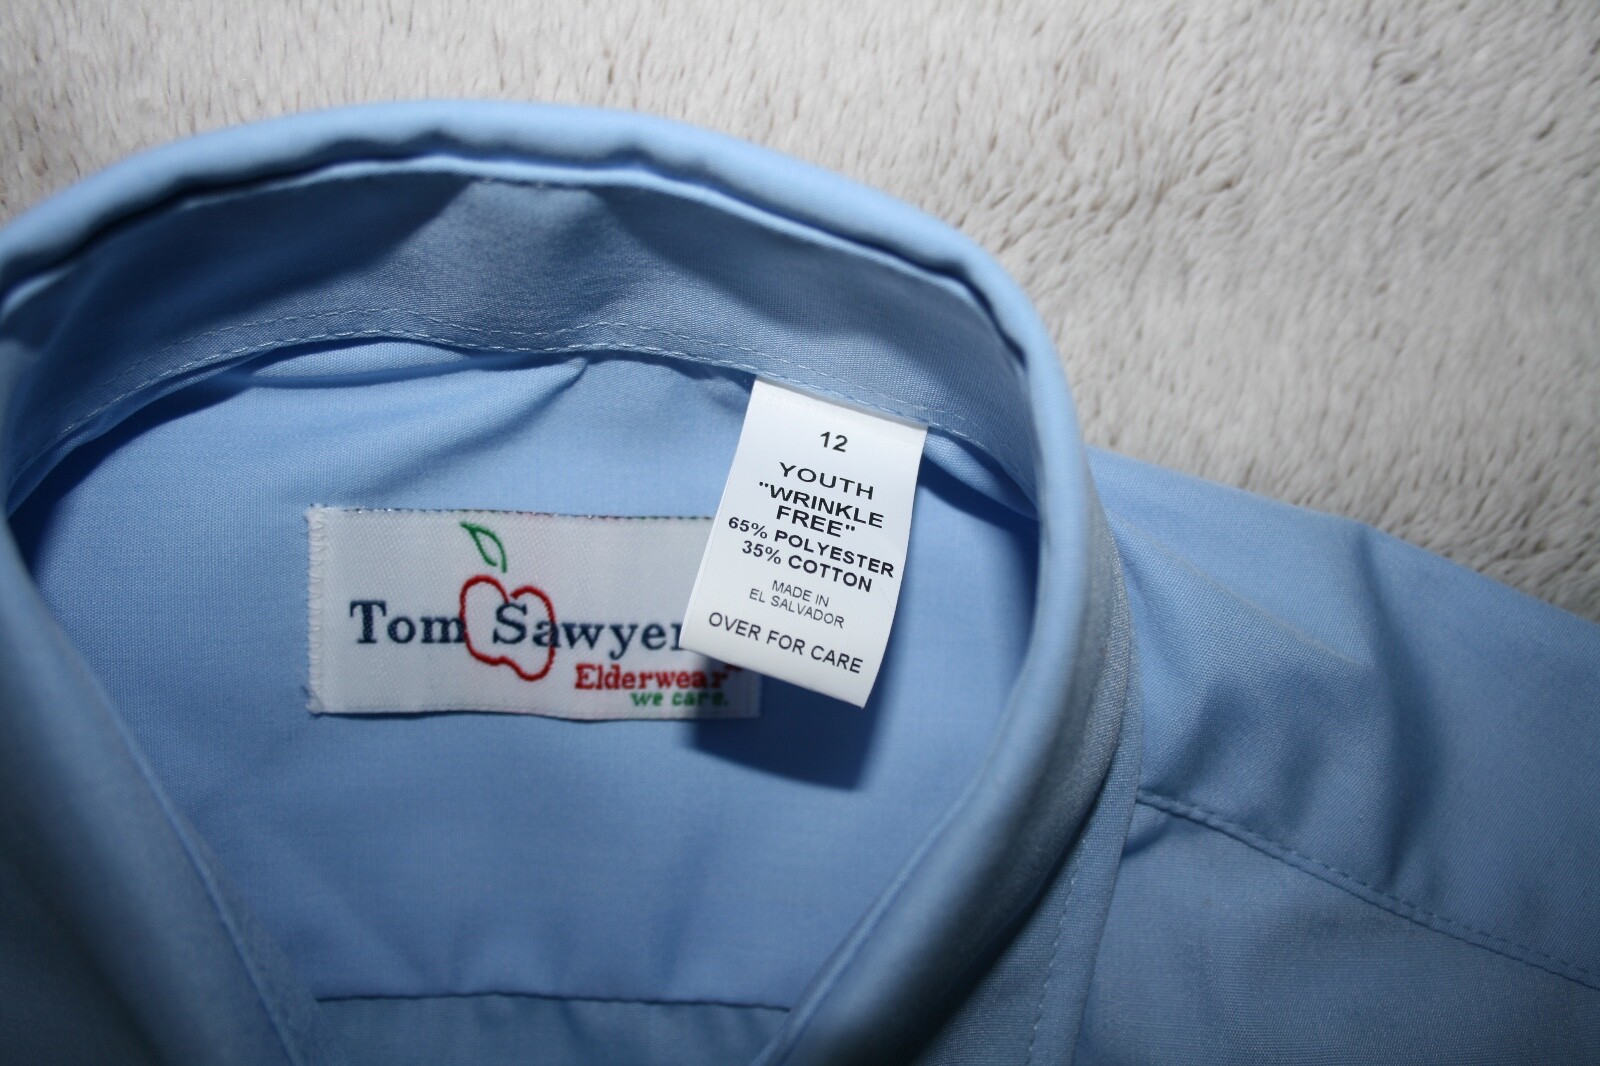 12
YOUTH
"WRINKLE
FREE"
65% POLYESTER
35% COTTON
MADE IN
EL SALVADOR
OVER FOR CARE
Tom Sawyer
Elderwear
we care.